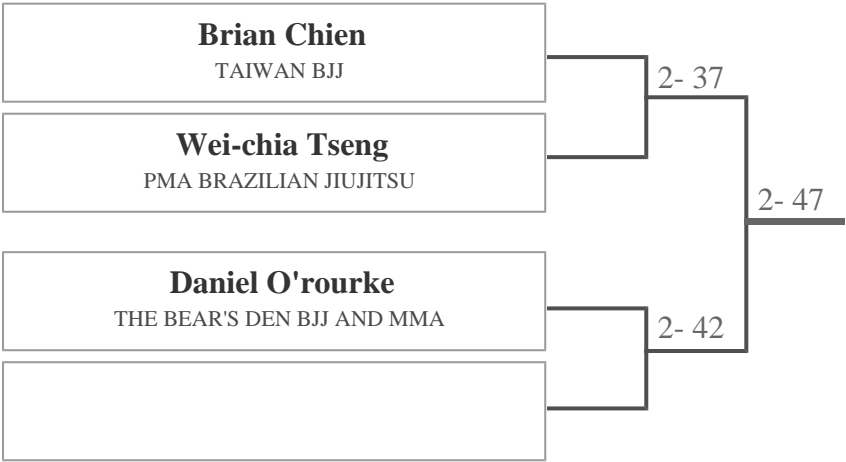 Brian Chien
TAIWAN BJJ
2- 37
Wei-chia Tseng
PMA BRAZILIAN JIUJITSU
2- 47
Daniel O'rourke
THE BEAR'S DEN BJJ AND MMA
2- 42